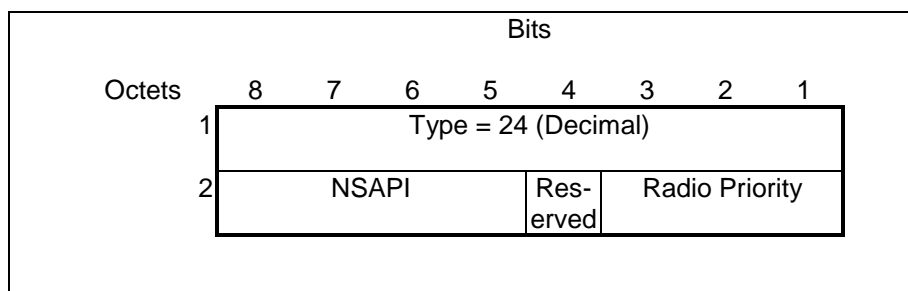 Bits
Octets 8 7 6 5 4 3 2 1
1 Type = 24 (Decimal)
2 NSAPI Res- Radio Priority
erved